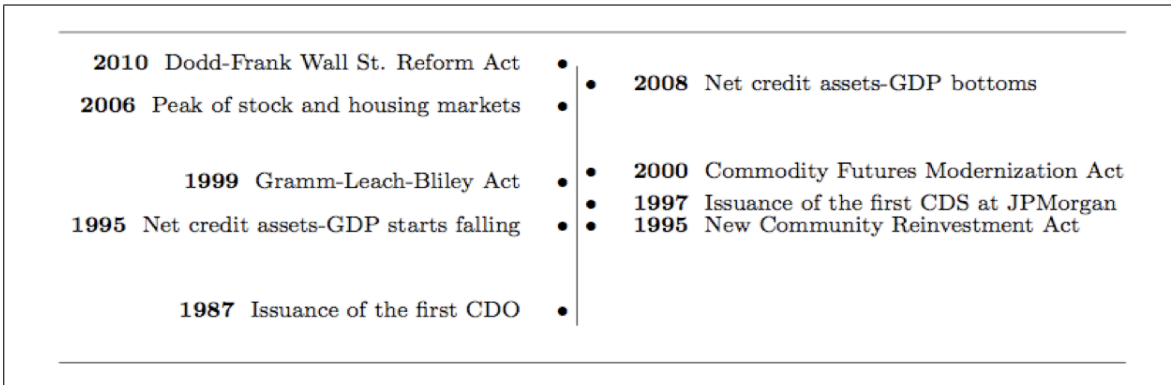 2010 Dodd-Frank Wall St. Reform Act
2008 Net credit assets-GDP bottoms
2006 Peak of stock and housing markets
2000 Commodity Futures Modernization Act
1999 Gramm-Leach-Bliley Act
1997 Issuance of the first CDS at JPMorgan
1995 Net credit assets-GDP starts falling
1995 New Community Reinvestment Act
1987 Issuance of the first CDO